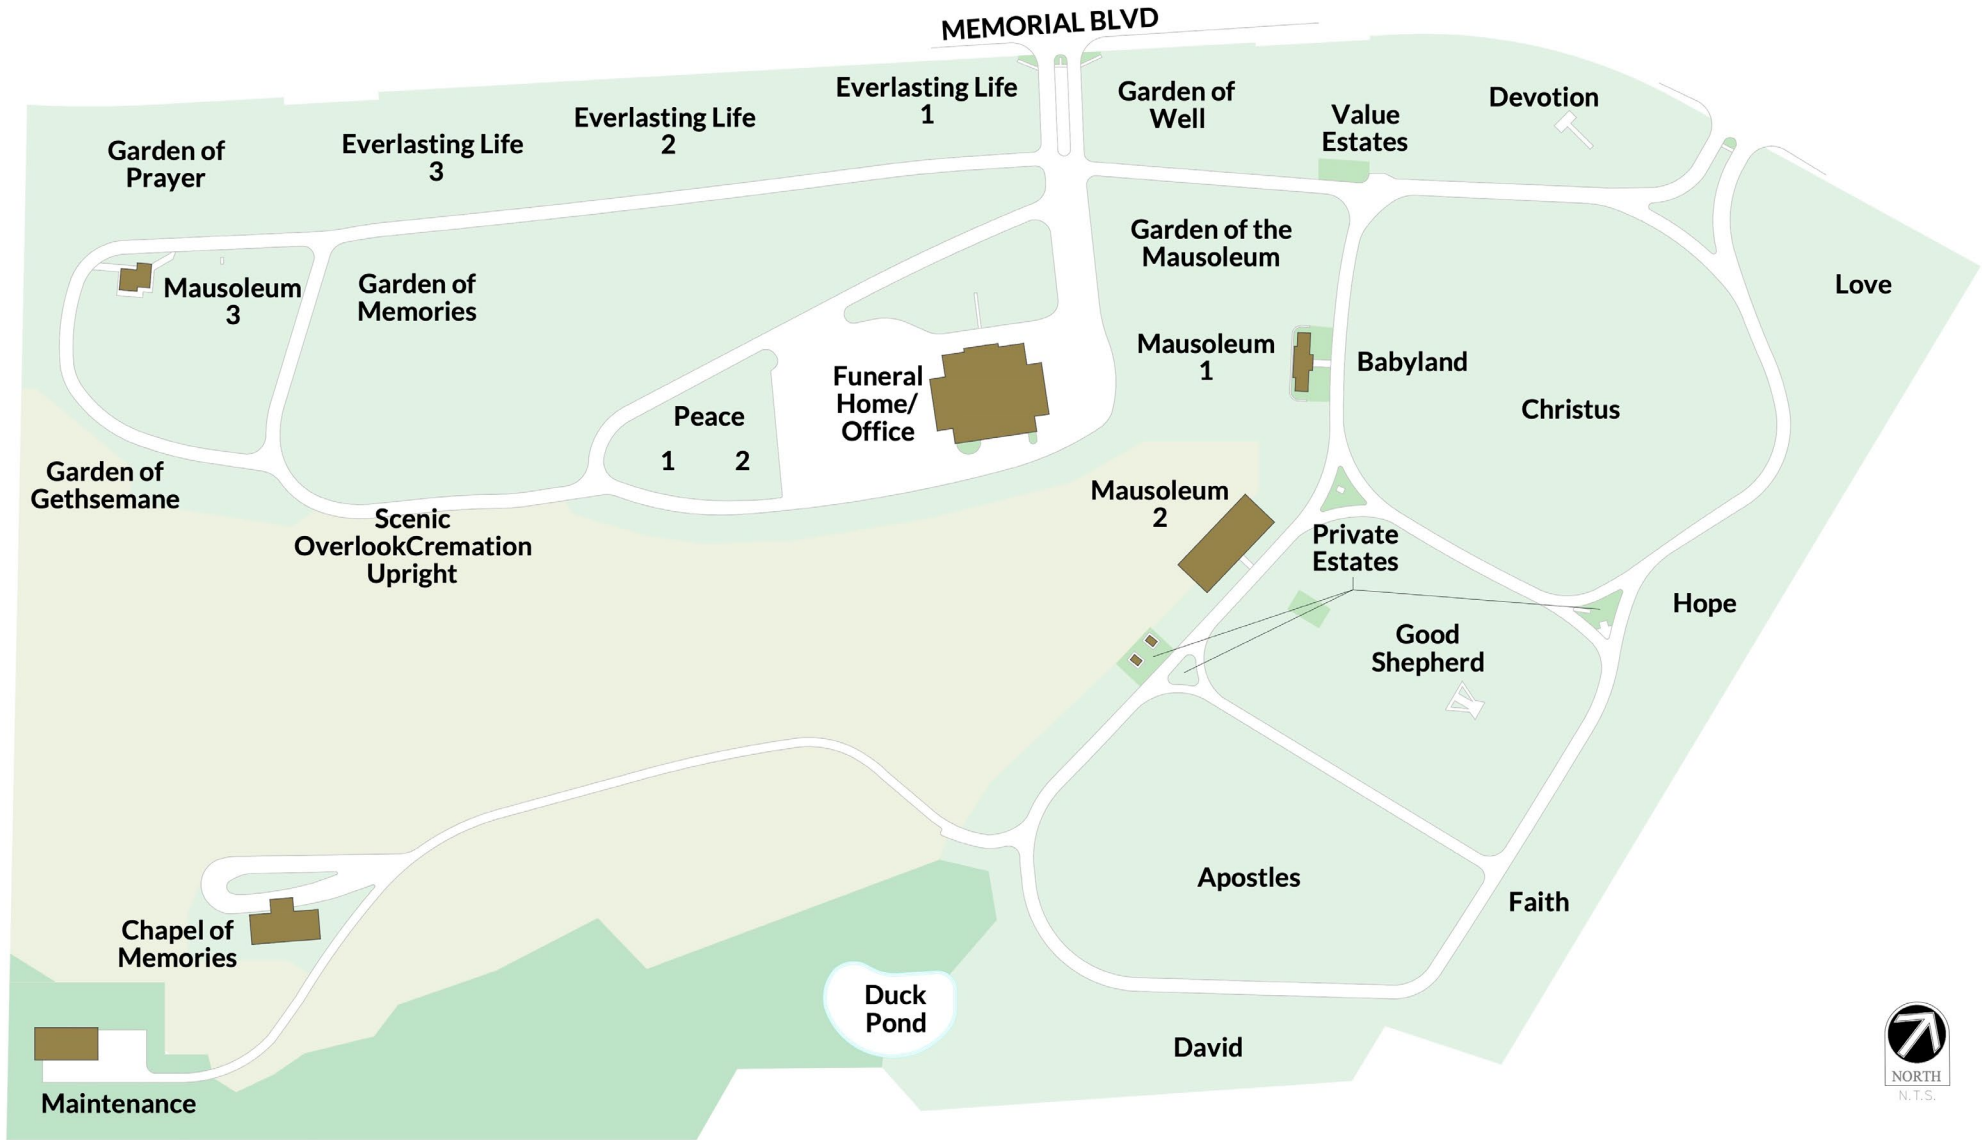 MEMORIAL BLVD
Everlasting Life
1
Garden of
Well
Value
Estates
Devotion
Everlasting Life
2
Everlasting Life
3
Garden of
Prayer
Garden of the
Mausoleum
Love
Mausoleum
3
Garden of
Memories
Mausoleum
1
Babyland
Christus
Funeral
Home/
Office
Peace
1 2
Garden of
Gethsemane
Scenic
OverlookCremation
Upright
Mausoleum
2
Private
Estates
Hope
Good
Shepherd
Apostles
Faith
Chapel of
Memories
Duck
Pond
David
Maintenance
NORTH
N.T.S.